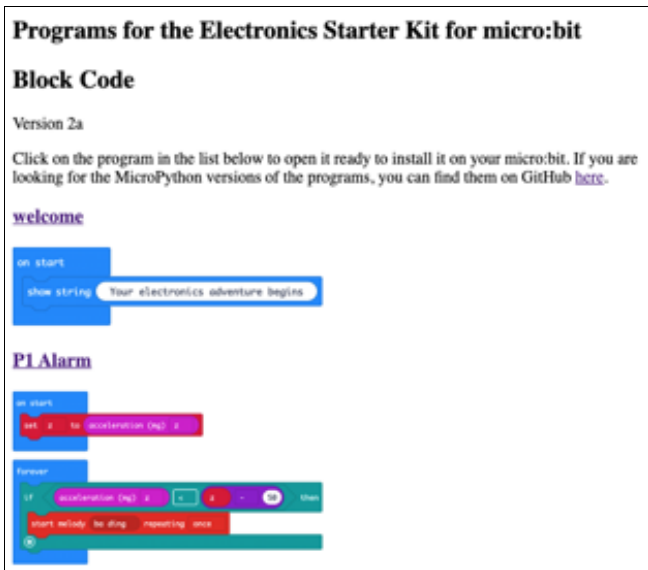 Programs for the Electronics Starter Kit for micro:bit
Block Code
Version 2a
Click on the program in the list below to open it ready to install it on your micro:bit. If you are
looking for the MicroPython versions of the programs, you can find them on GitHub here.
welcome
on start
show string Your electronics adventure begins
P1 Alarm
on start
set z to acceleration (mg) z
forever
if acceleration (mg) z < z - 50 then
start melody ba ding repeating once